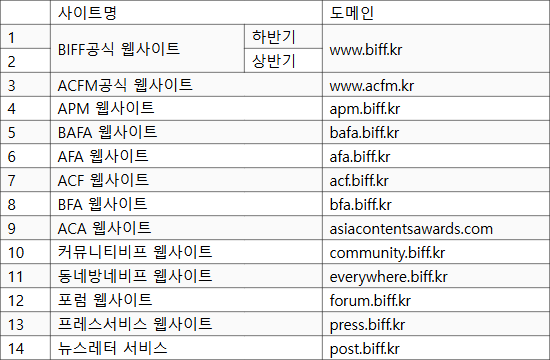 사이트명 도메인
1 BIFF공식 웹사이트 하반기 www.biff.kr
2 상반기
3 ACFM공식 웹사이트 www.acfm.kr
4 APM 웹사이트 apm.biff.kr
5 BAFA 웹사이트 bafa.biff.kr
6 AFA 웹사이트 afa.biff.kr
7 ACF 웹사이트 acf.biff.kr
8 BFA 웹사이트 bfa.biff.kr
9 ACA 웹사이트 asiacontentsawards.com
10 커뮤니티비프 웹사이트 community.biff.kr
11 동네방네비프 웹사이트 everywhere.biff.kr
12 포럼 웹사이트 forum.biff.kr
13 프레스서비스 웹사이트 press.biff.kr
14 뉴스레터 서비스 post.biff.kr